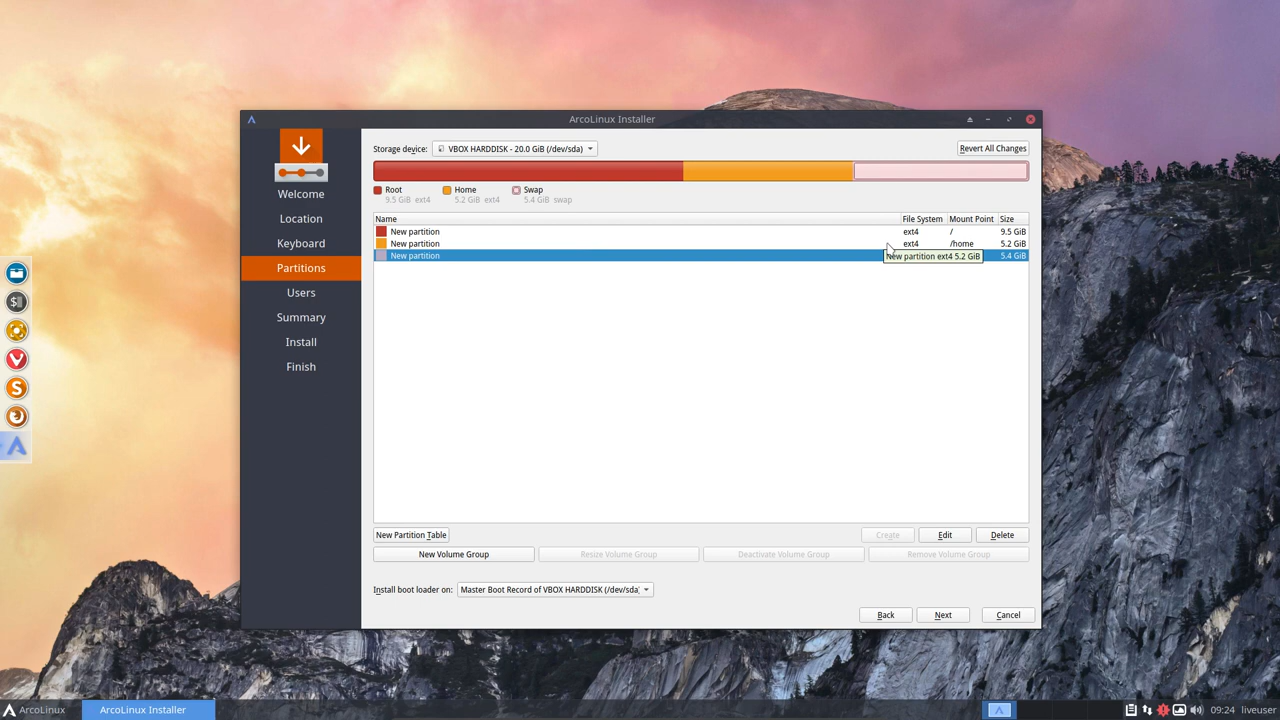 ArcoLinux Installer
Storage device: VBOX HARDDISK - 20.0 GiB (/dev/sda) Revert All Changes
Root Home Swap
9.5 GiB ext4 5.2 GiB ext4 5.4 GiB swap
Name File System Mount Point Size
New partition ext4 / 9.5 GiB
New partition ext4 /home 5.2 GiB
New partition 5.4 GiB
New partition ext4 5.2 GiB
Welcome
Location
Keyboard
Partitions
Users
Summary
Install
Finish
New Partition Table Create Edit Delete
New Volume Group Resize Volume Group Deactivate Volume Group Remove Volume Group
Install boot loader on: Master Boot Record of VBOX HARDDISK (/dev/sda)
Back Next Cancel
ArcoLinux ArcoLinux Installer 09:24 liveuser